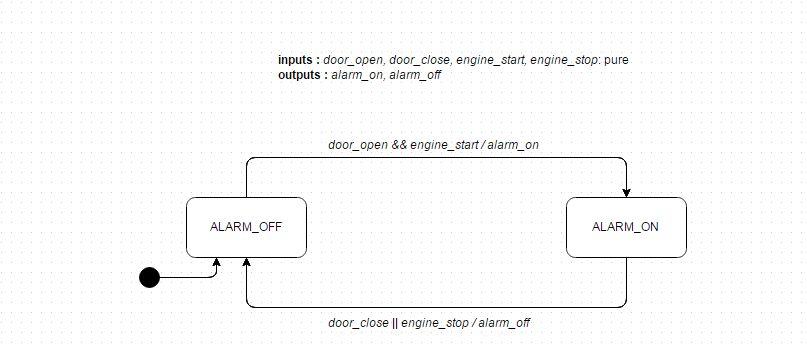 inputs : door_open, door_close, engine_start, engine_stop: pure
outputs : alarm_on, alarm_off
door_open && engine_start / alarm_on
ALARM_OFF
ALARM_ON
door_close || engine_stop / alarm_off